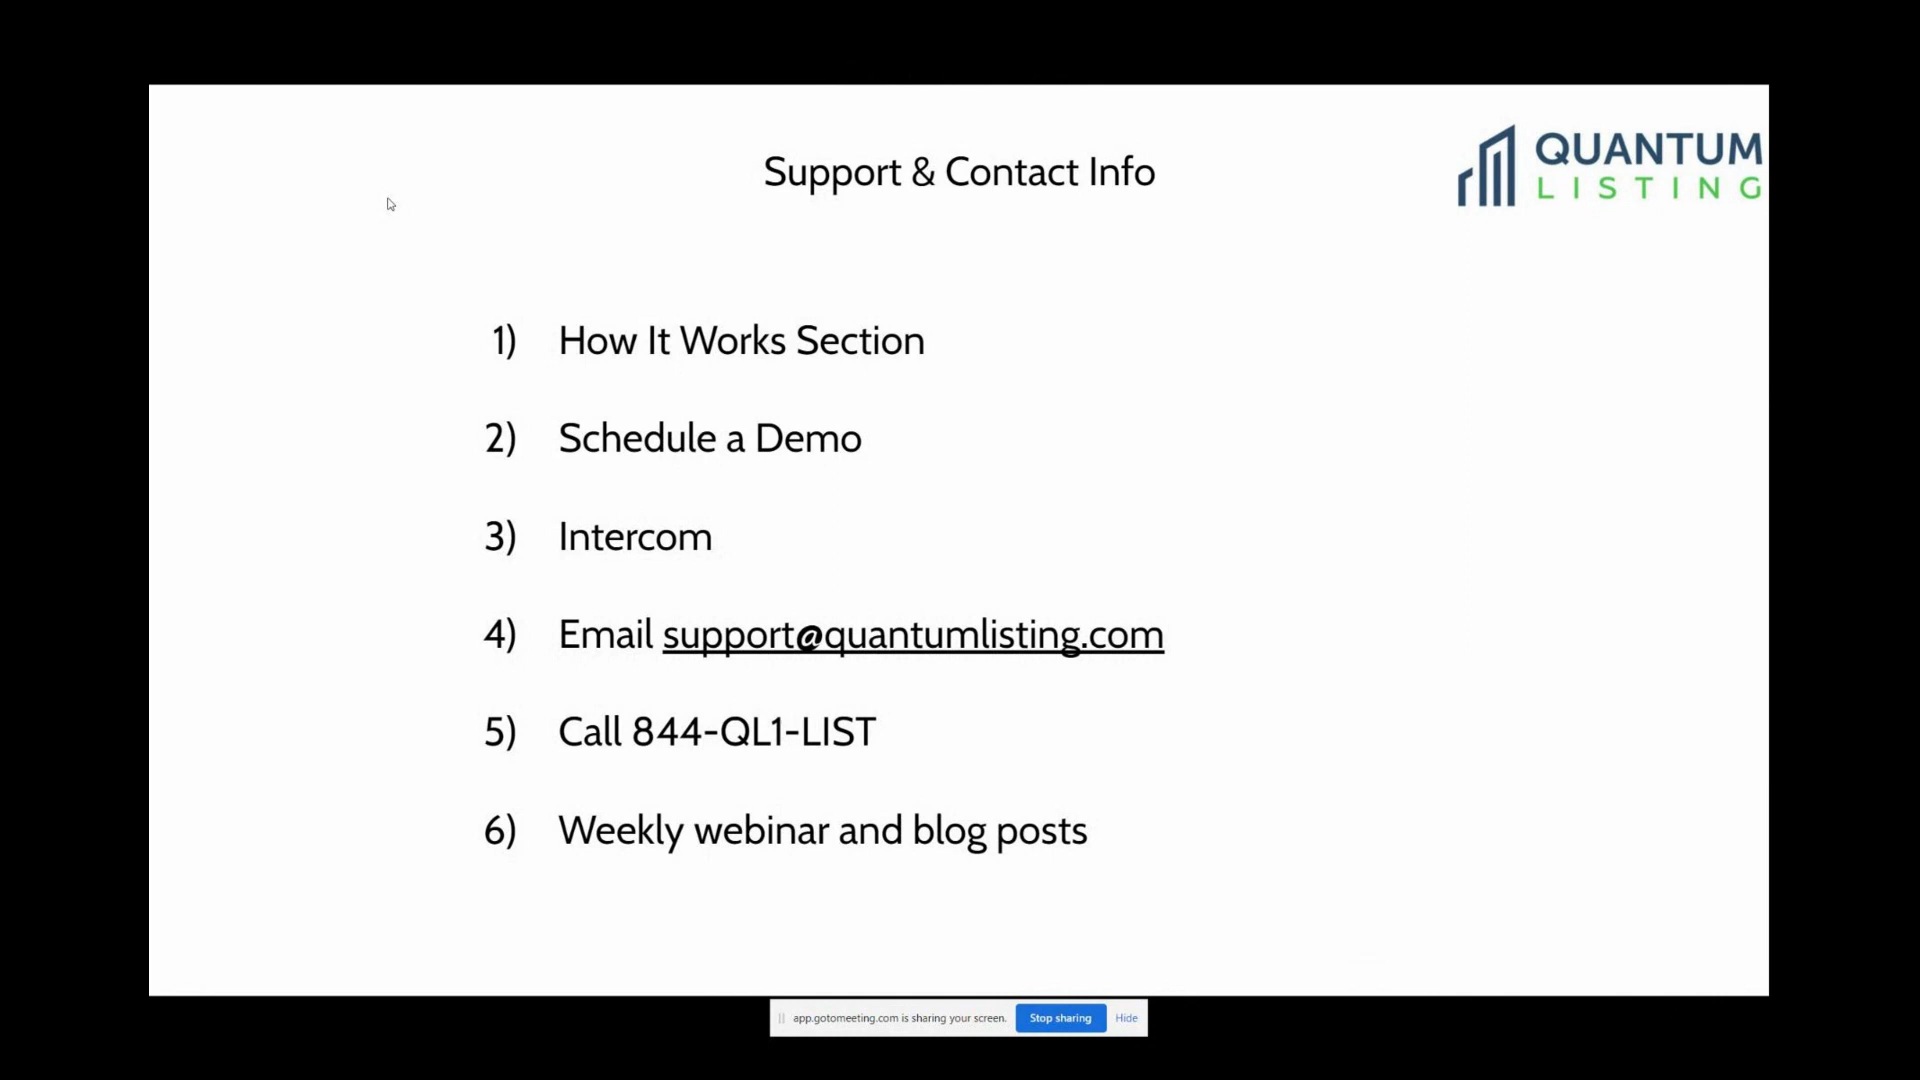 Support & Contact Info
QUANTUM
LISTING
1) How It Works Section
2) Schedule a Demo
3) Intercom
4) Email support@quantumlisting.com
5) Call 844-QL1-LIST
6) Weekly webinar and blog posts
app.gotomeeting.com is sharing your screen. Stop sharing Hide